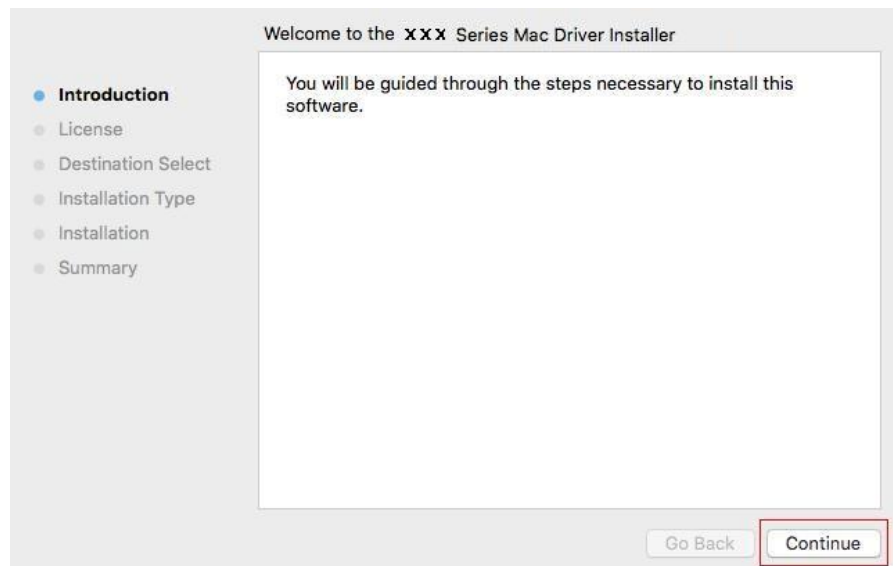 Welcome to the XXX Series Mac Driver Installer
Introduction
License
Destination Select
Installation Type
Installation
Summary
You will be guided through the steps necessary to install this
software.
Go Back
Continue